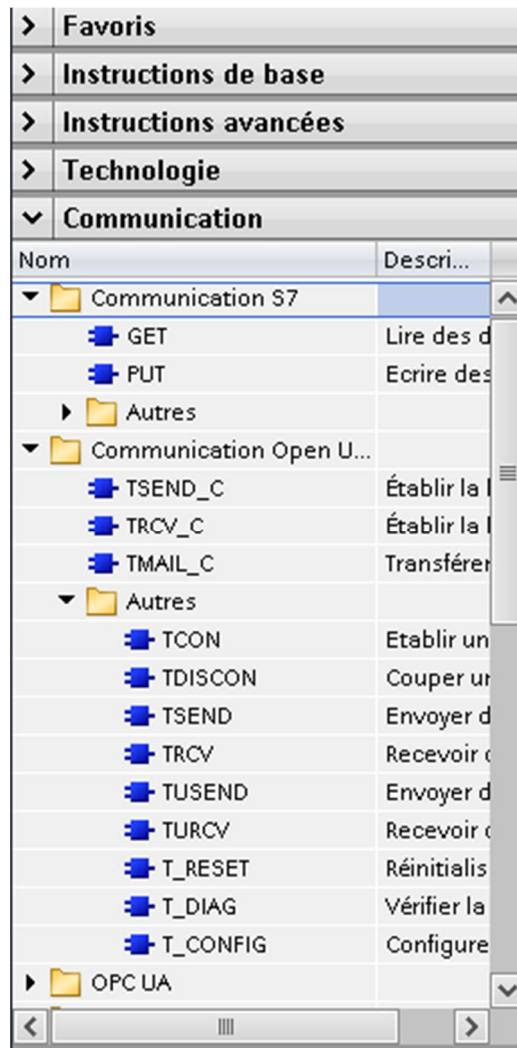 Favoris
Instructions de base
Instructions avancées
Technologie
Communication
Nom Descri...
Communication S7
GET Lire des d
PUT Ecrire des
Autres
Communication Open U...
TSEND_C Établir la l
TRCV_C Établir la l
TMAIL_C Transférer
Autres
TCON Etablir un
TDISCON Couper un
TSEND Envoyer d
TRCV Recevoir d
TUSEND Envoyer d
TURCV Recevoir d
T_RESET Réinitialis
T_DIAG Vérifier la
T_CONFIG Configure
OPC UA